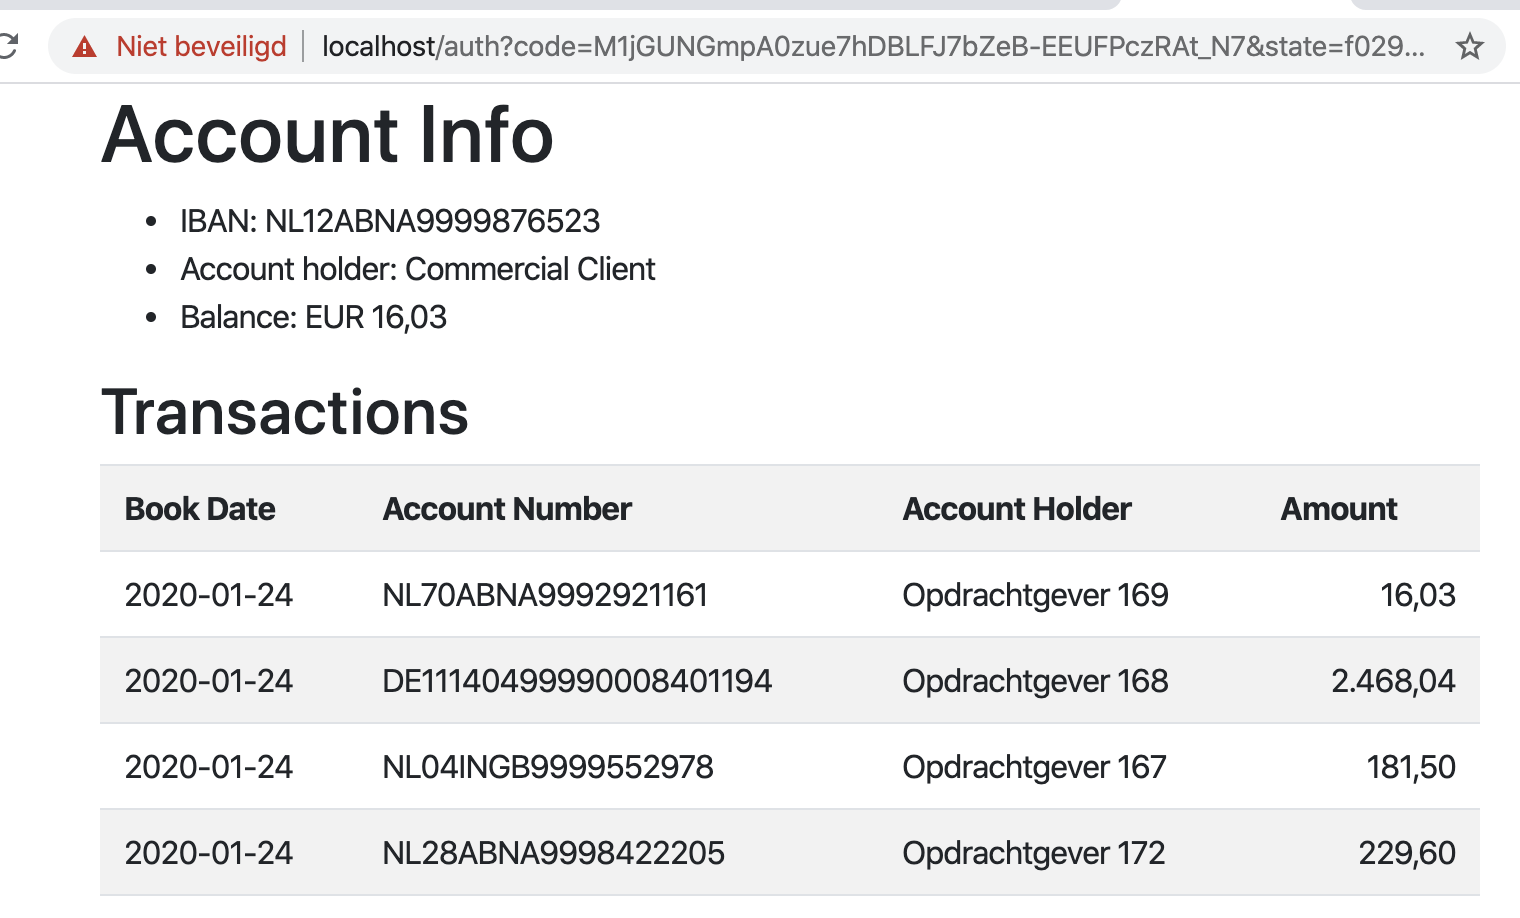 Niet beveiligd localhost/auth?code=M1jGUNGmpA0zue7hDBLFJ7bZeB-EEUFPczRAt_N7&state=f029...
Account Info
• IBAN: NL12ABNA9999876523
• Account holder: Commercial Client
• Balance: EUR 16,03
Transactions
Book Date Account Number Account Holder Amount
2020-01-24 NL70ABNA9992921161 Opdrachtgever 169 16,03
2020-01-24 DE11140499990008401194 Opdrachtgever 168 2.468,04
2020-01-24 NL04INGB9999552978 Opdrachtgever 167 181,50
2020-01-24 NL28ABNA9998422205 Opdrachtgever 172 229,60